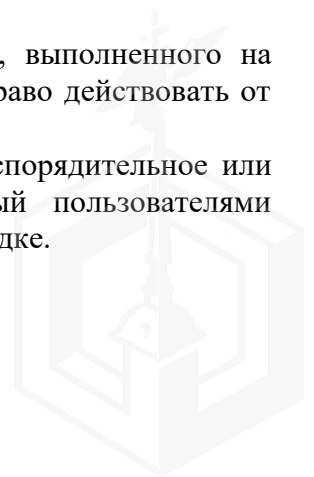 , выполненного на
раво действовать от
спорядительное или
ый пользователями
дке.